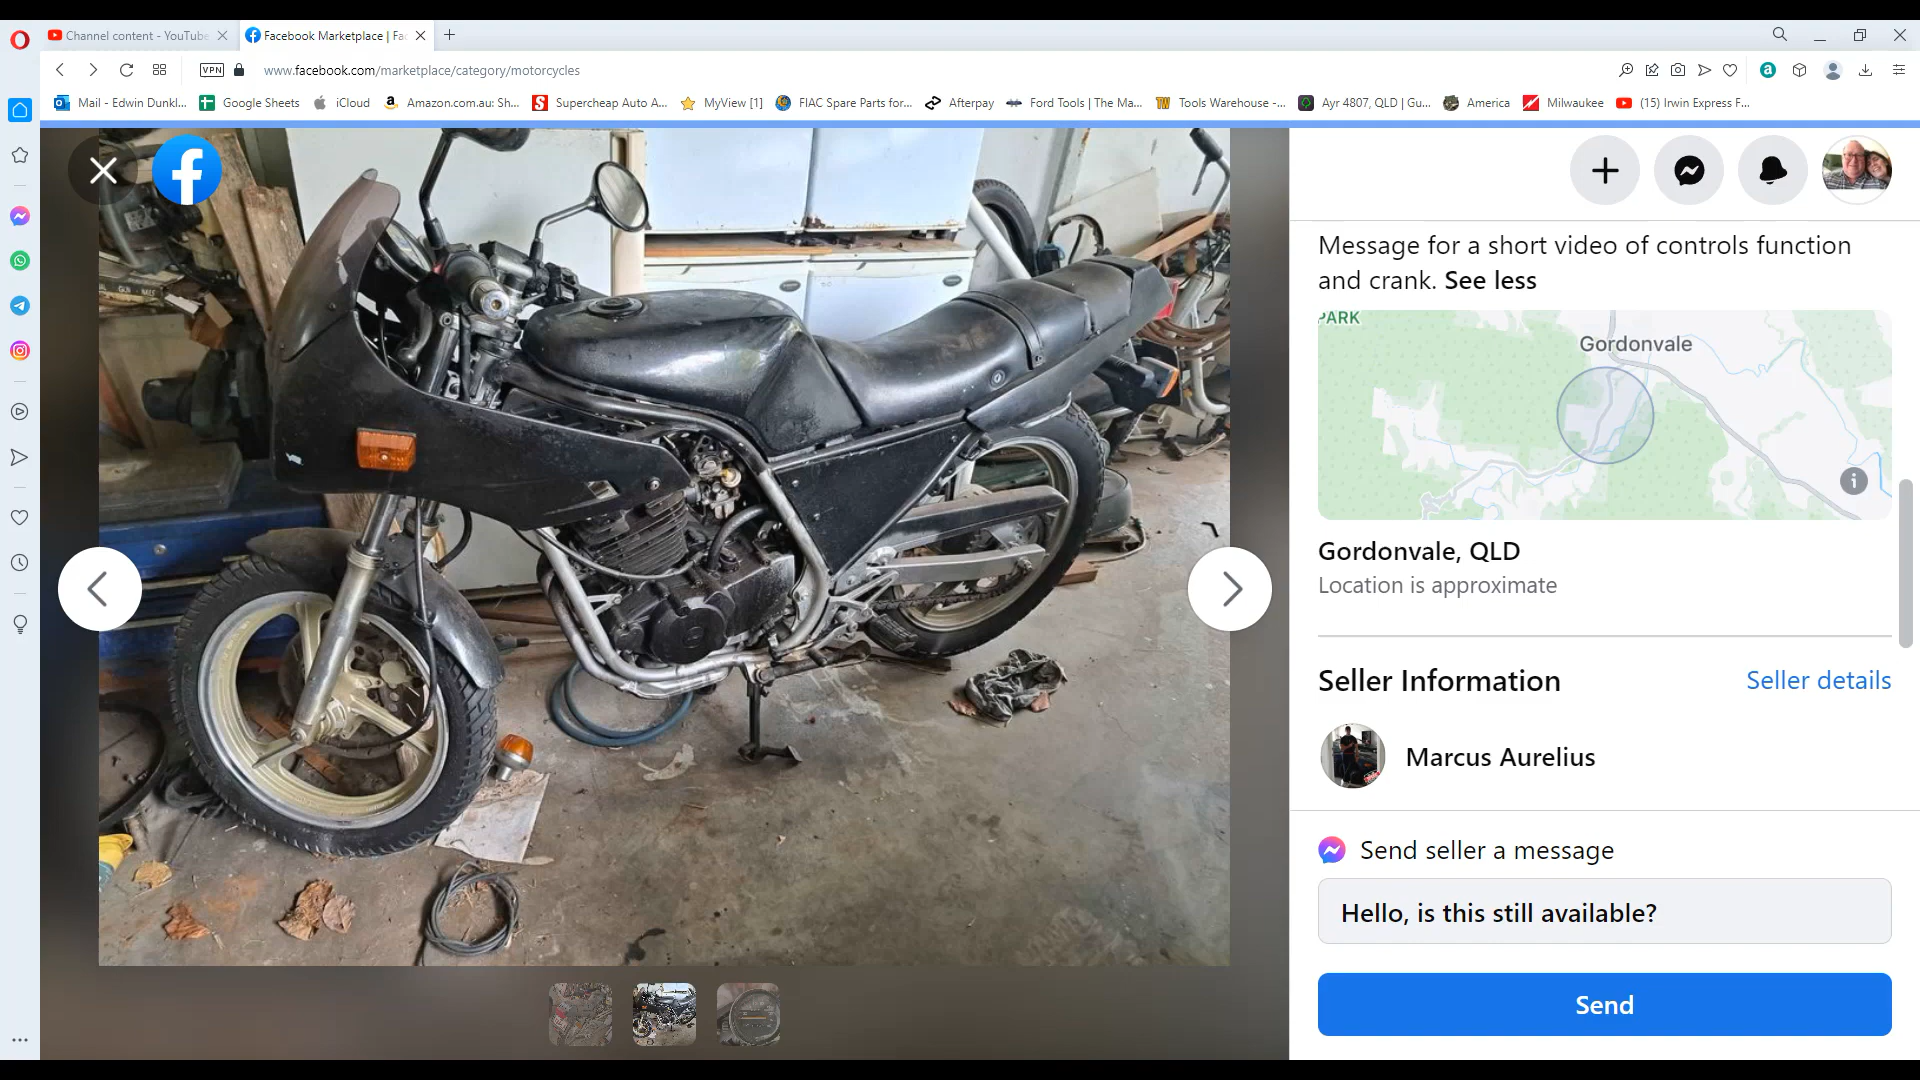 Channel content - YouTube
Facebook Marketplace | Fa
VPN
www.facebook.com/marketplace/category/motorcycles
Mail - Edwin Dunkl...
Google Sheets
iCloud
Amazon.com.au: Sh...
Supercheap Auto A...
MyView [1]
FIAC Spare Parts for...
Afterpay
Ford Tools | The Ma...
Tools Warehouse -...
Ayr 4807, QLD | Gu...
America
Milwaukee
(15) Irwin Express F...
Message for a short video of controls function
and crank. See less
PARK
Gordonvale
Gordonvale, QLD
Location is approximate
Seller Information
Seller details
Marcus Aurelius
Send seller a message
Hello, is this still available?
Send